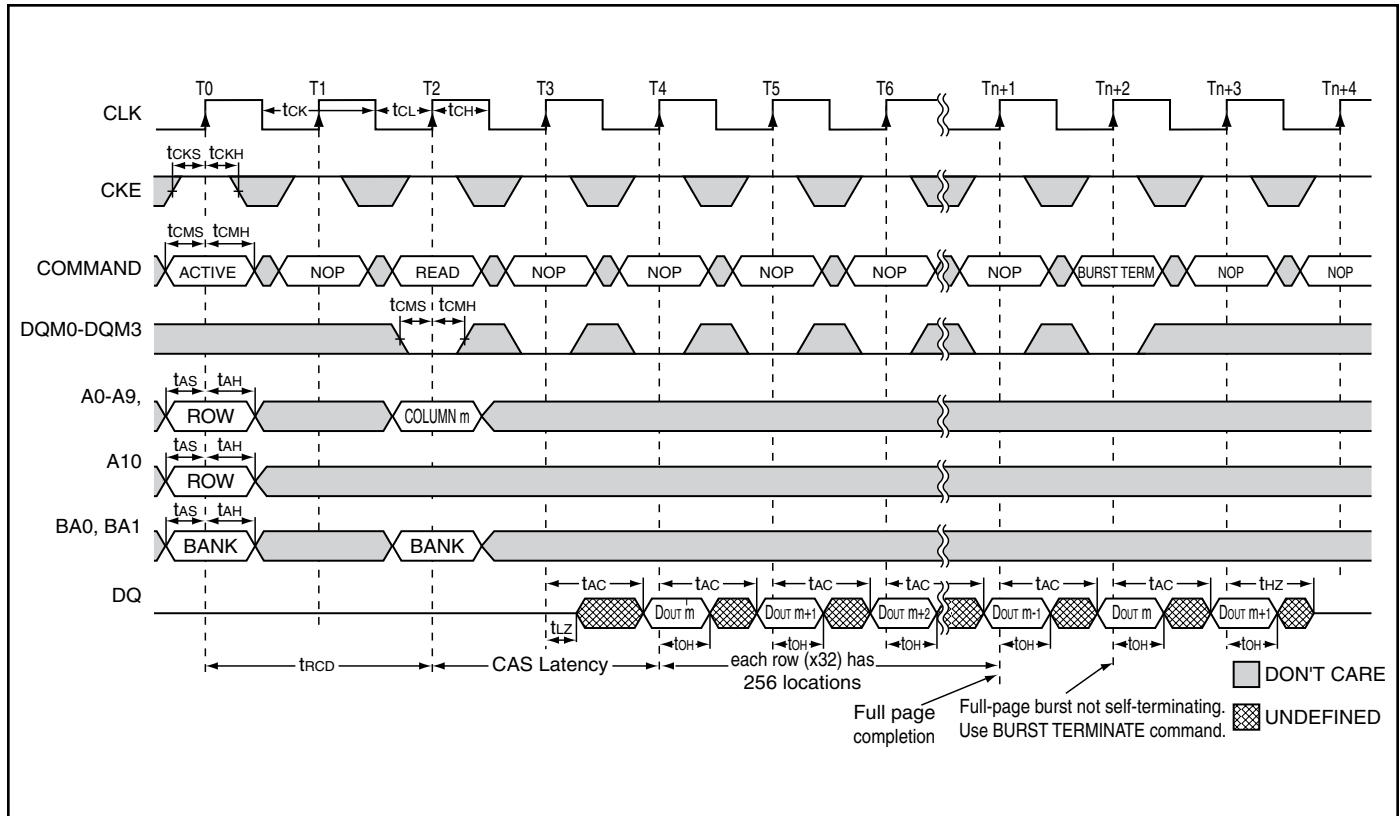 T0 T1 T2 T3 T4 T5 T6 Tn+1 Tn+2 Tn+3 Tn+4
CLK
tCK tCL tCH
tCKS tCKH
CKE
tCMS tCMH
COMMAND
ACTIVE NOP READ NOP NOP NOP NOP NOP BURST TERM NOP NOP
tCMS tCMH
DQM0-DQM3
tAS tAH
A0-A9,
ROW COLUMN m
tAS tAH
A10
ROW
tAS tAH
BA0, BA1
BANK BANK
tAC tAC tAC tAC tAC tAC tHZ
DQ
DOUT m DOUT m+1 DOUT m+2 DOUT m-1 DOUT m DOUT m+1
tLZ tOH tOH tOH tOH tOH tOH
tRCD CAS Latency each row (x32) has
256 locations
Full page
completion
Full-page burst not self-terminating.
Use BURST TERMINATE command.
DON'T CARE
UNDEFINED